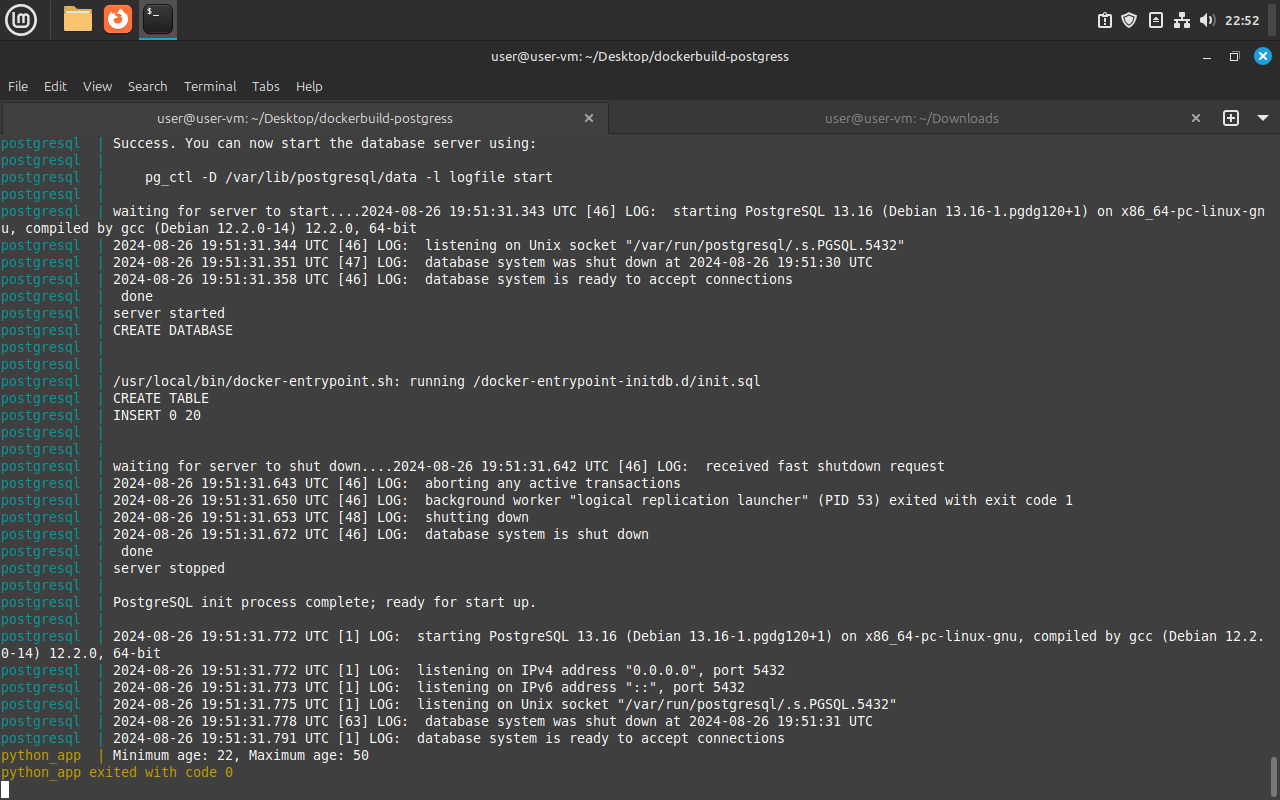 lm
$_
22:52
user@user-vm: ~/Desktop/dockerbuild-postgress
File Edit View Search Terminal Tabs Help
user@user-vm: ~/Desktop/dockerbuild-postgress
user@user-vm: ~/Downloads
postgresql  | Success. You can now start the database server using:
postgresql  |
postgresql  |     pg_ctl -D /var/lib/postgresql/data -l logfile start
postgresql  |
postgresql  | waiting for server to start....2024-08-26 19:51:31.343 UTC [46] LOG:  starting PostgreSQL 13.16 (Debian 13.16-1.pgdg120+1) on x86_64-pc-linux-gn
u, compiled by gcc (Debian 12.2.0-14) 12.2.0, 64-bit
postgresql  | 2024-08-26 19:51:31.344 UTC [46] LOG:  listening on Unix socket "/var/run/postgresql/.s.PGSQL.5432"
postgresql  | 2024-08-26 19:51:31.351 UTC [47] LOG:  database system was shut down at 2024-08-26 19:51:30 UTC
postgresql  | 2024-08-26 19:51:31.358 UTC [46] LOG:  database system is ready to accept connections
postgresql  |  done
postgresql  | server started
postgresql  | CREATE DATABASE
postgresql  |
postgresql  |
postgresql  | /usr/local/bin/docker-entrypoint.sh: running /docker-entrypoint-initdb.d/init.sql
postgresql  | CREATE TABLE
postgresql  | INSERT 0 20
postgresql  |
postgresql  |
postgresql  | waiting for server to shut down....2024-08-26 19:51:31.642 UTC [46] LOG:  received fast shutdown request
postgresql  | 2024-08-26 19:51:31.643 UTC [46] LOG:  aborting any active transactions
postgresql  | 2024-08-26 19:51:31.650 UTC [46] LOG:  background worker "logical replication launcher" (PID 53) exited with exit code 1
postgresql  | 2024-08-26 19:51:31.653 UTC [48] LOG:  shutting down
postgresql  | 2024-08-26 19:51:31.672 UTC [46] LOG:  database system is shut down
postgresql  |  done
postgresql  | server stopped
postgresql  |
postgresql  | PostgreSQL init process complete; ready for start up.
postgresql  |
postgresql  | 2024-08-26 19:51:31.772 UTC [1] LOG:  starting PostgreSQL 13.16 (Debian 13.16-1.pgdg120+1) on x86_64-pc-linux-gnu, compiled by gcc (Debian 12.2.
0-14) 12.2.0, 64-bit
postgresql  | 2024-08-26 19:51:31.772 UTC [1] LOG:  listening on IPv4 address "0.0.0.0", port 5432
postgresql  | 2024-08-26 19:51:31.773 UTC [1] LOG:  listening on IPv6 address "::", port 5432
postgresql  | 2024-08-26 19:51:31.775 UTC [1] LOG:  listening on Unix socket "/var/run/postgresql/.s.PGSQL.5432"
postgresql  | 2024-08-26 19:51:31.778 UTC [63] LOG:  database system was shut down at 2024-08-26 19:51:31 UTC
postgresql  | 2024-08-26 19:51:31.791 UTC [1] LOG:  database system is ready to accept connections
python_app  | Minimum age: 22, Maximum age: 50
python_app exited with code 0